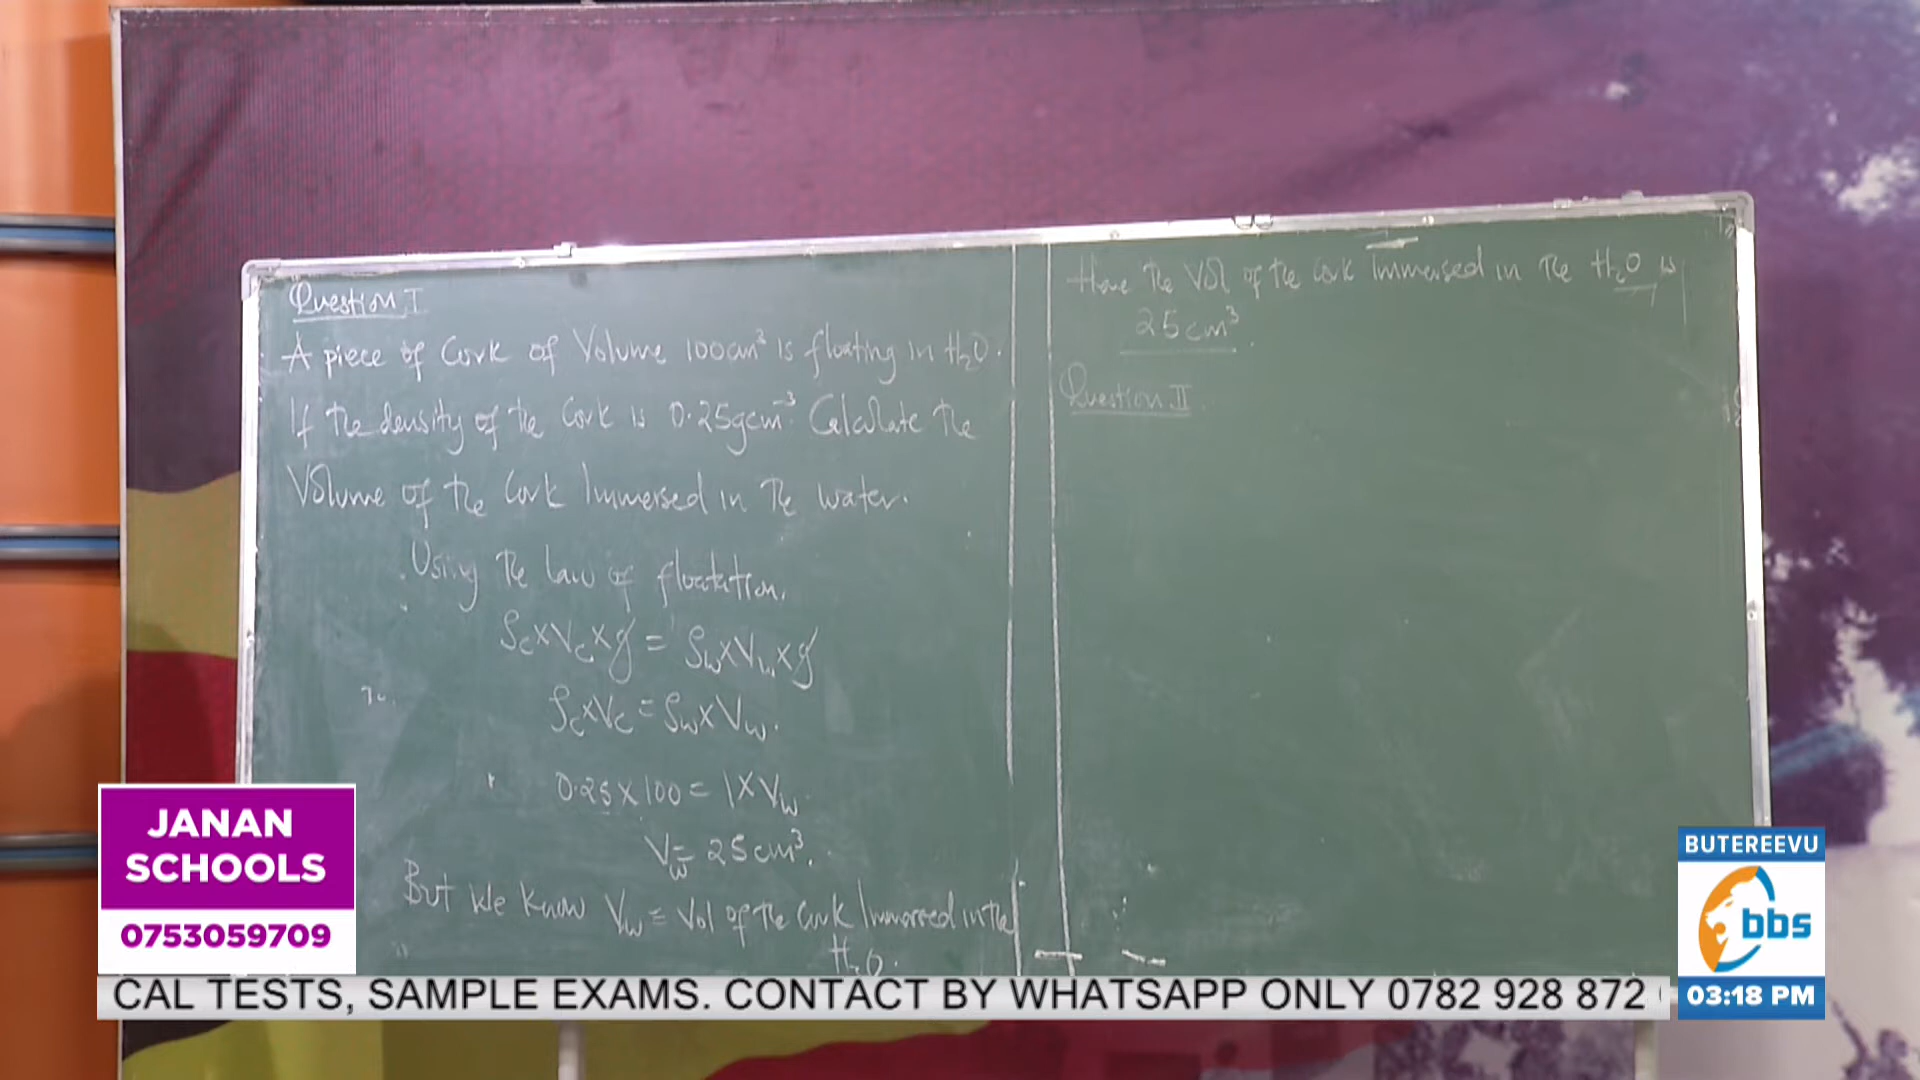 Question I
A piece of Cork of Volume 100cm³ is floating in H₂O.
If the density of the Cork is 0.25gcm⁻³. Calculate the
Volume of the Cork Immersed in the water.
Using the Law of floatation.
ρc×Vc×g = ρw×Vw×g
ρc×Vc = ρw×Vw.
0.25×100 = 1×Vw
Vw = 25cm³.
But We know Vw = Vol of the Cork Immersed in the
H₂O.
the Vol of the Cork Immersed in the H₂O is
25cm³.
Question II
JANAN
SCHOOLS
0753059709
BUTEREEVU
bbs
03:18 PM
CAL TESTS, SAMPLE EXAMS. CONTACT BY WHATSAPP ONLY 0782 928 872